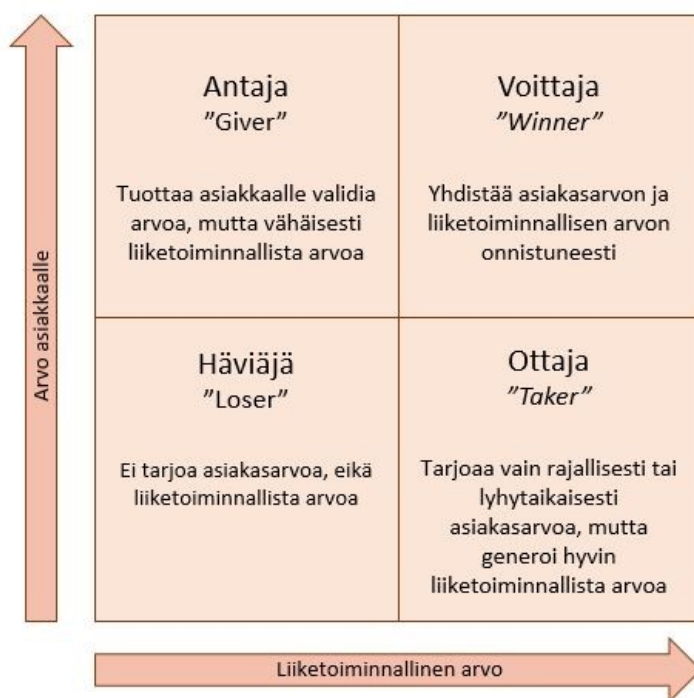 Antaja
"Giver"
Tuottaa asiakkaalle validia
arvoa, mutta vähäisesti
liiketoiminnallista arvoa
Voittaja
"Winner"
Yhdistää asiakasarvon ja
liiketoiminnallisen arvon
onnistuneesti
Häviäjä
"Loser"
Ei tarjoa asiakasarvoa, eikä
liiketoiminnallista arvoa
Ottaja
"Taker"
Tarjoaa vain rajallisesti tai
lyhytaikaisesti
asiakasarvoa, mutta
generoi hyvin
liiketoiminnallista arvoa
Arvo asiakkaalle
Liiketoiminnallinen arvo